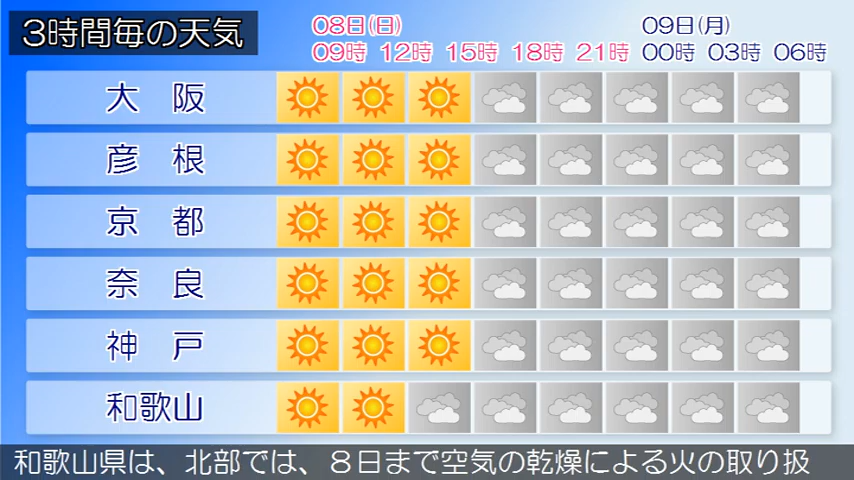 3時間毎の天気
08日(日) 09日(月)
09時 12時 15時 18時 21時 00時 03時 06時
大 阪
彦 根
京 都
奈 良
神 戸
和歌山
和歌山県は、北部では、８日まで空気の乾燥による火の取り扱